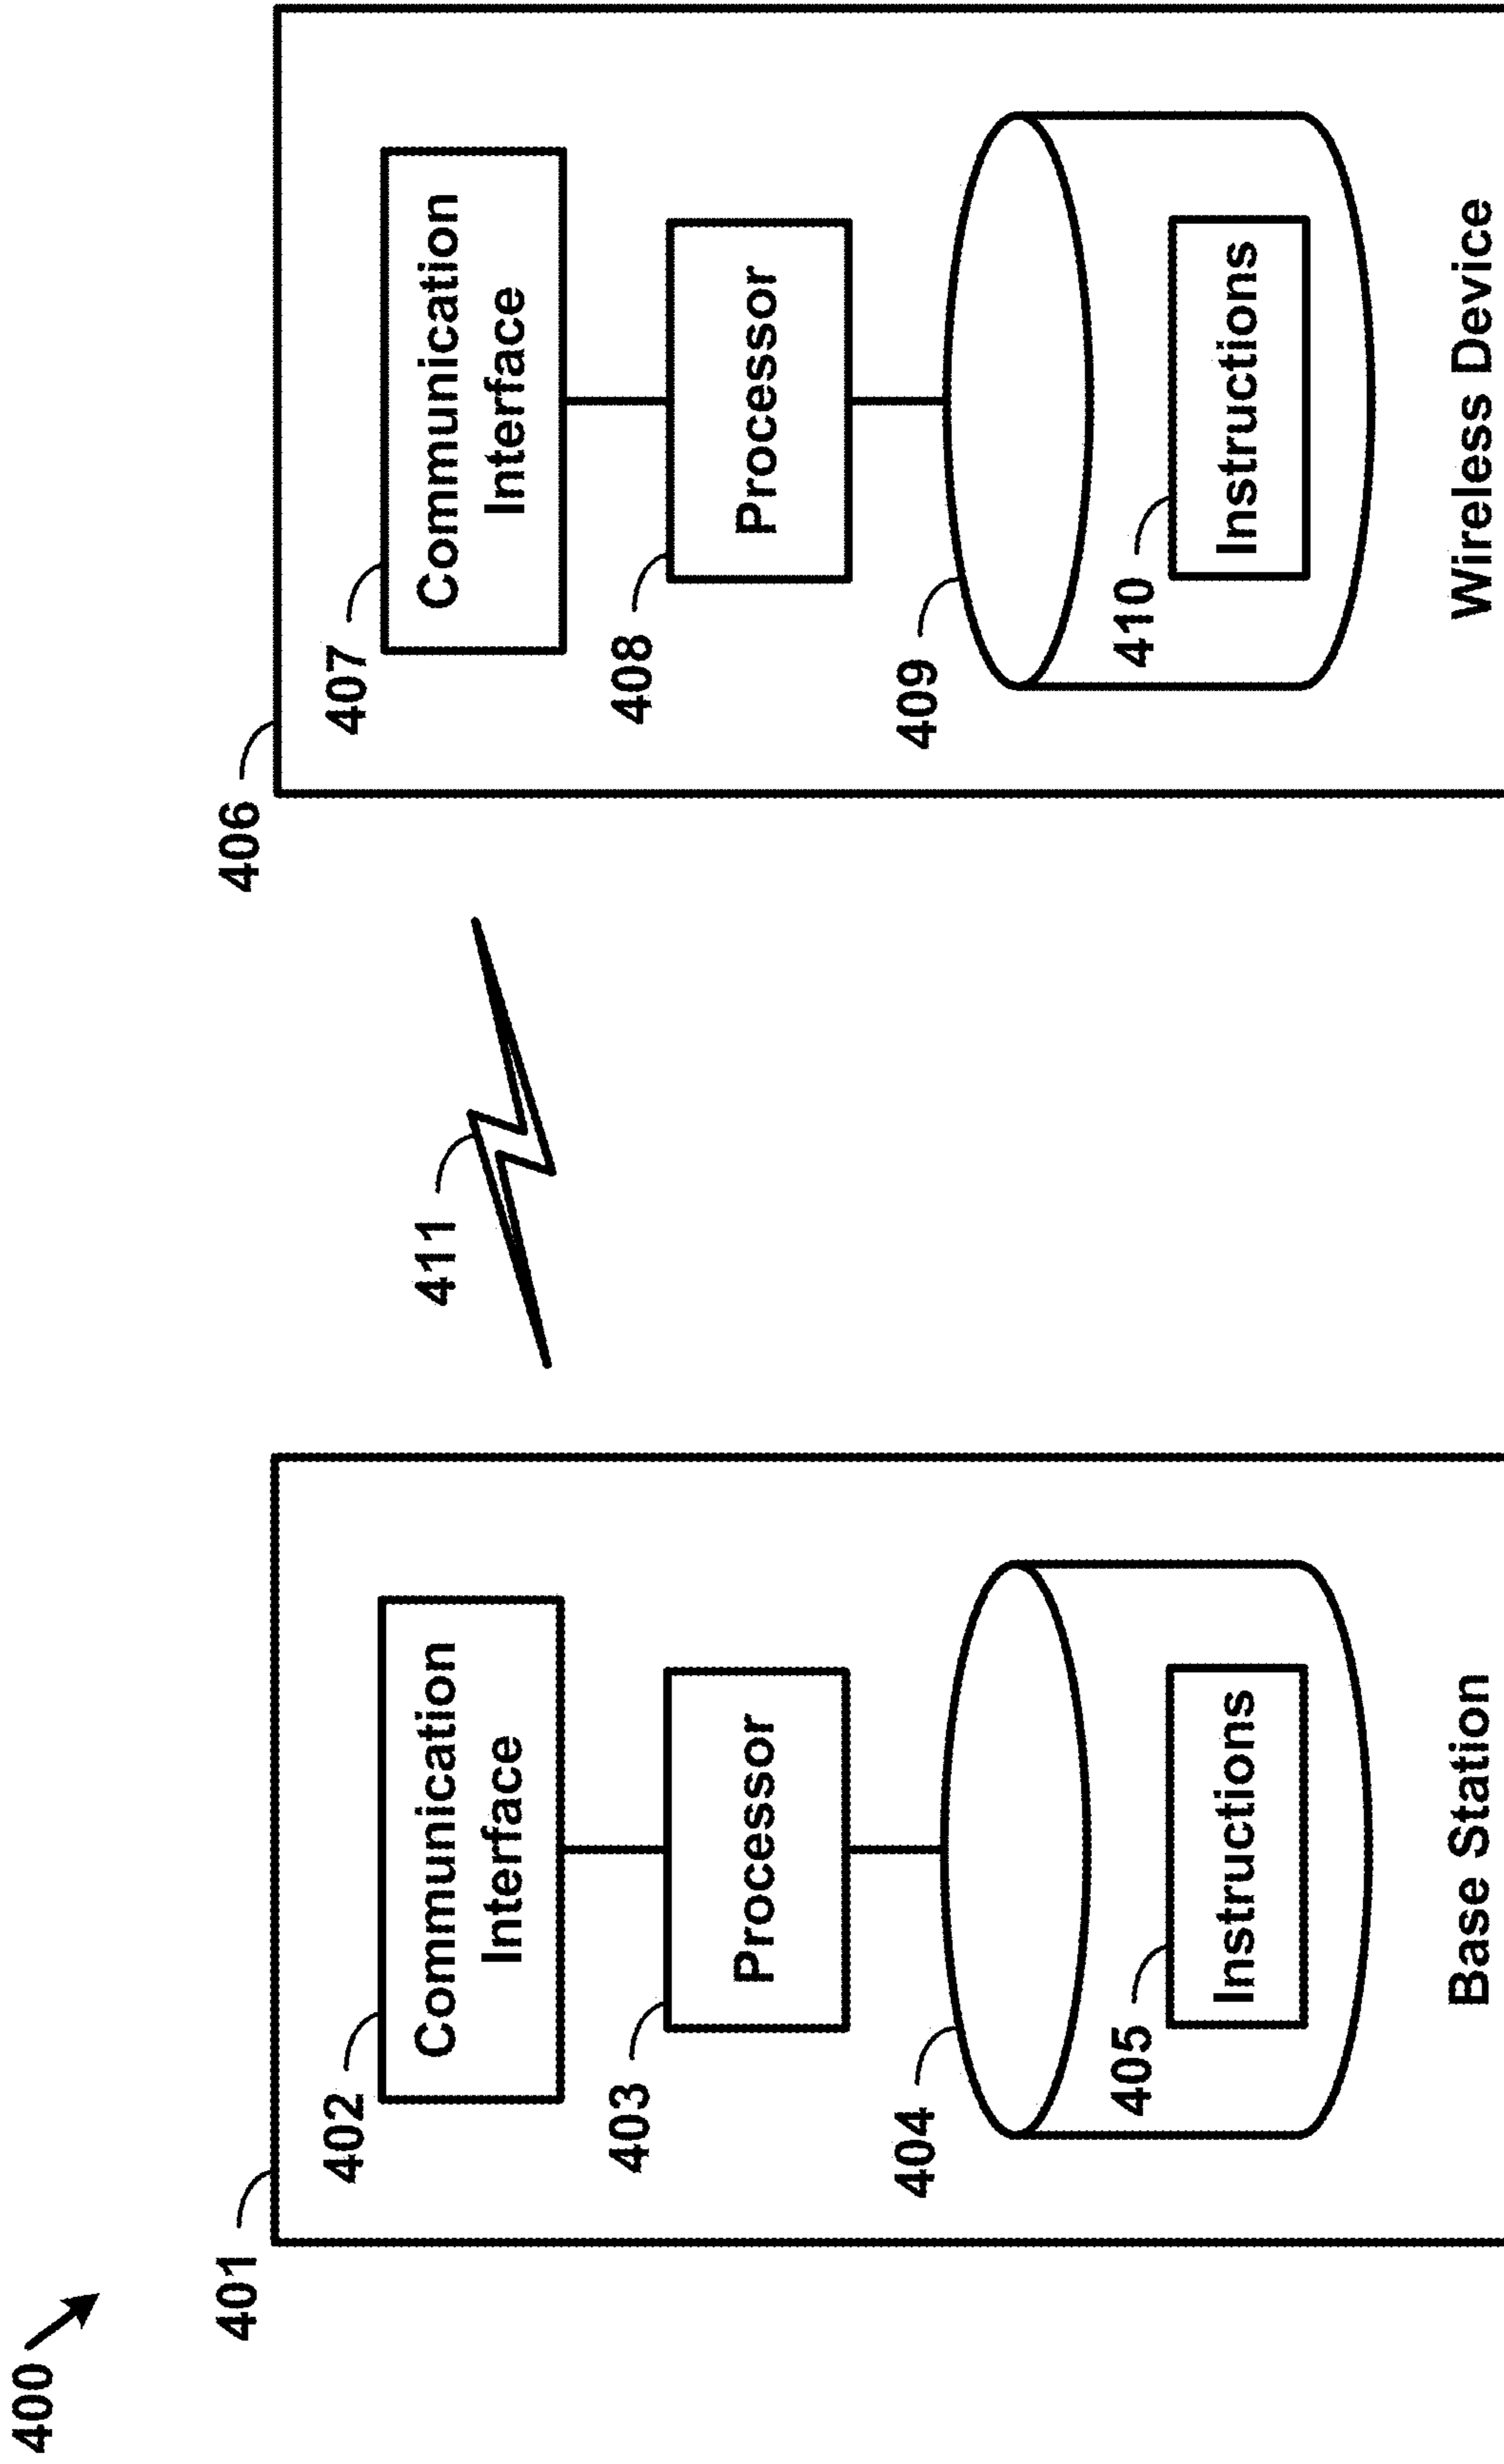 400
401
402
Communication
Interface
403
Processor
404
405
Instructions
Base Station
411
406
407
Communication
Interface
408
Processor
409
410
Instructions
Wireless Device